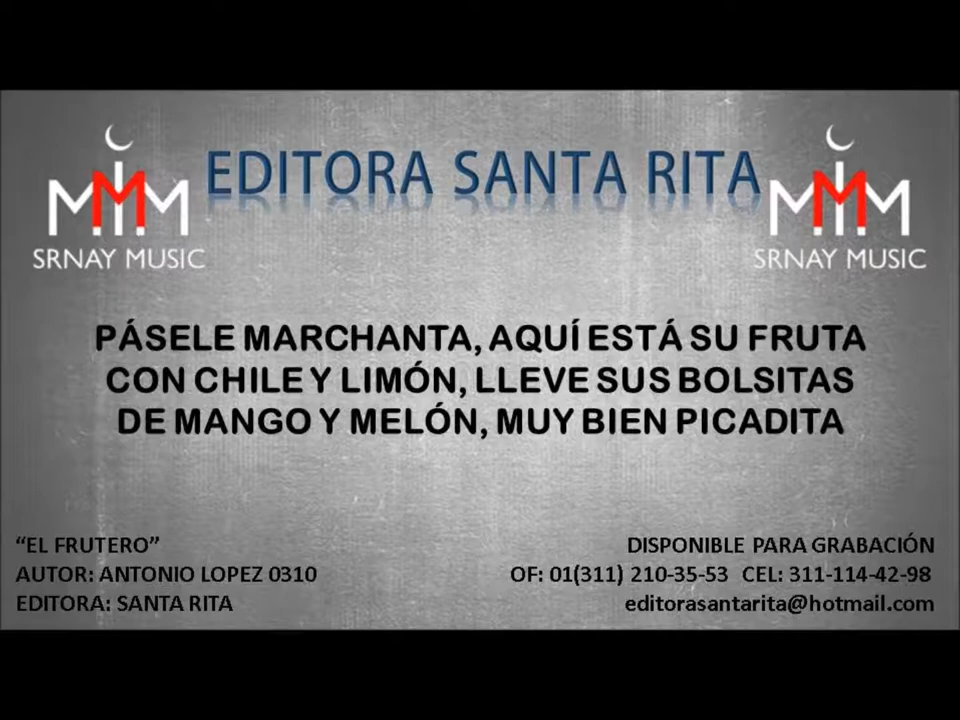 EDITORA SANTA RITA
SRNAY MUSIC
SRNAY MUSIC
PÁSELE MARCHANTA, AQUÍ ESTÁ SU FRUTA
CON CHILE Y LIMÓN, LLEVE SUS BOLSITAS
DE MANGO Y MELÓN, MUY BIEN PICADITA
“EL FRUTERO”
AUTOR: ANTONIO LOPEZ 0310
EDITORA: SANTA RITA
DISPONIBLE PARA GRABACIÓN
OF: 01(311) 210-35-53 CEL: 311-114-42-98
editorasantarita@hotmail.com